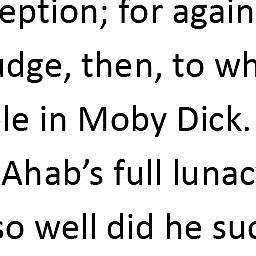 eption; for again
udge, then, to wh
le in Moby Dick.
Ahab’s full lunac
so well did he suc